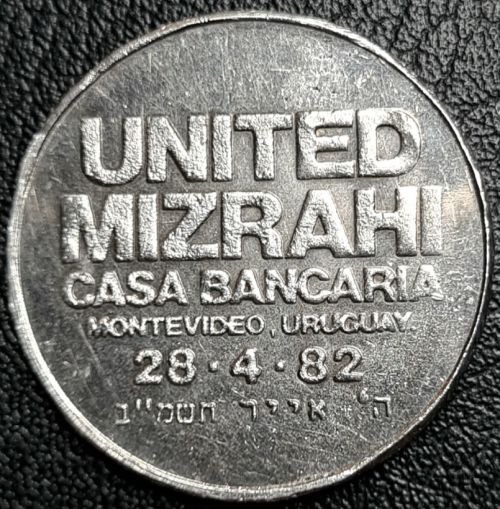 UNITED
MIZRAHI
CASA BANCARIA
MONTEVIDEO, URUGUAY.
28·4·82
ה' אייר תשמ"ב